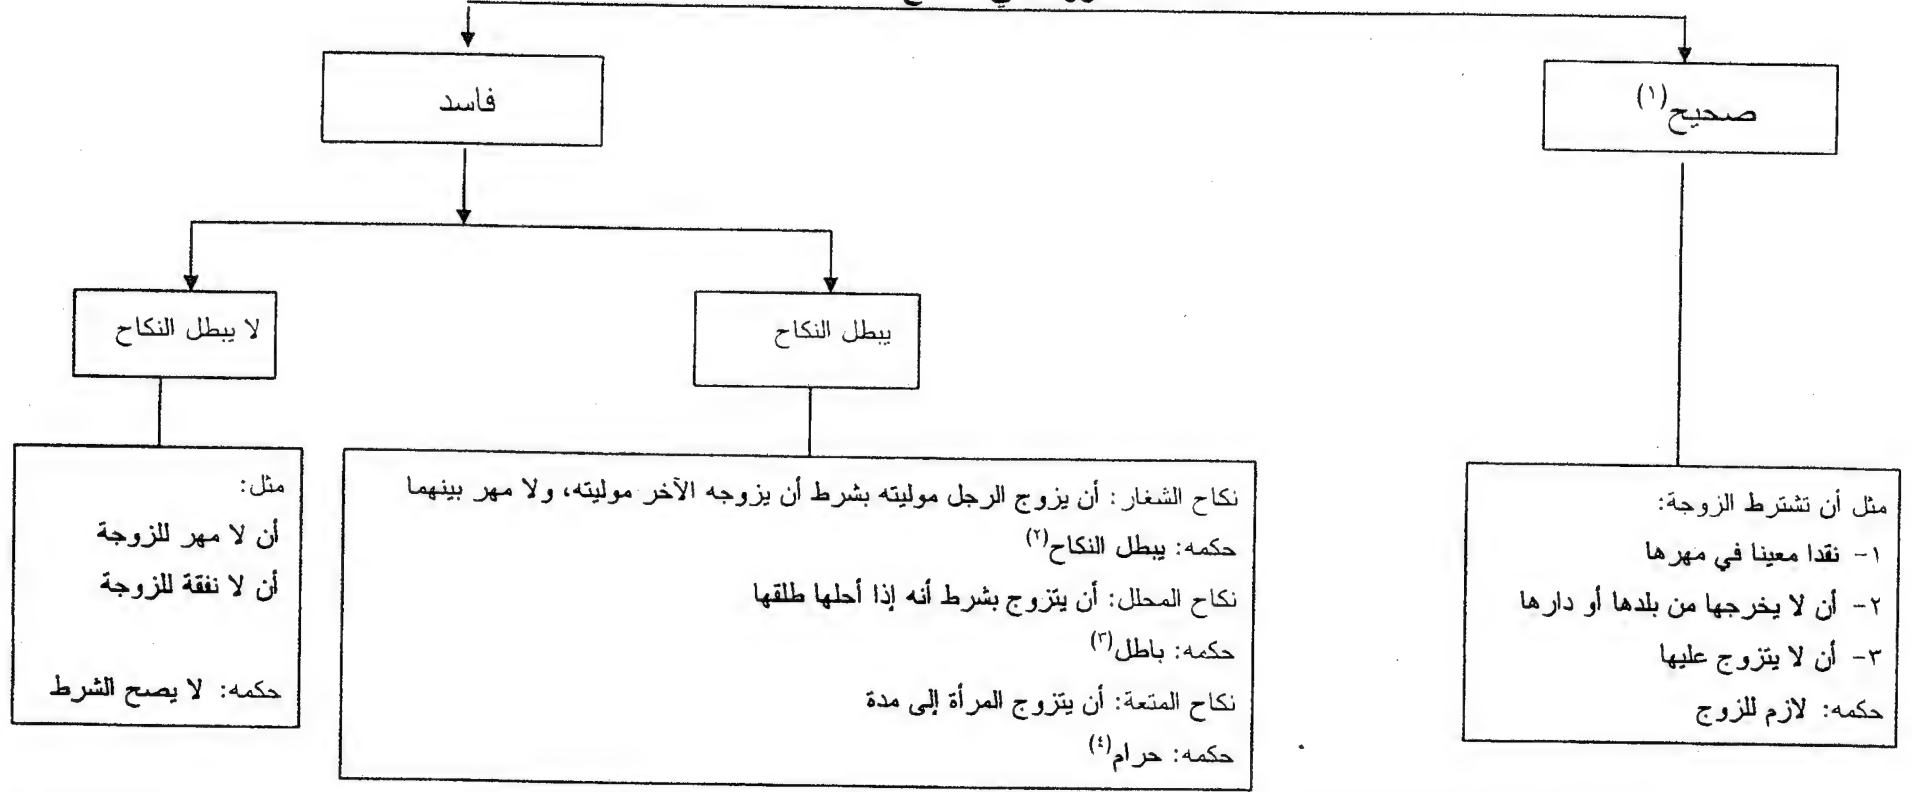 صحيح(١)
مثل أن تشترط الزوجة:
١- نقدا معينا في مهرها
٢- أن لا يخرجها من بلدها أو دارها
٣- أن لا يتزوج عليها
حكمه: لازم للزوج
فاسد
يبطل النكاح
نكاح الشغار: أن يزوج الرجل موليته بشرط أن يزوجه الآخر موليته، ولا مهر بينهما
حكمه: يبطل النكاح(٢)
نكاح المحلل: أن يتزوج بشرط أنه إذا أحلها طلقها
حكمه: باطل(٣)
نكاح المتعة: أن يتزوج المرأة إلى مدة
حكمه: حرام(٤)
لا يبطل النكاح
مثل:
أن لا مهر للزوجة
أن لا نفقة للزوجة
حكمه: لا يصح الشرط